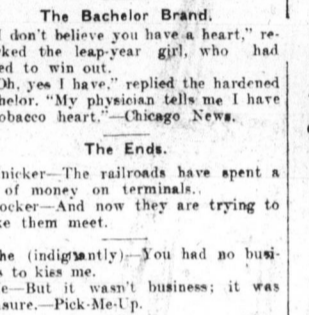 The Bachelor Brand.
don't believe you have a heart," re-
ked the leap-year girl, who had
ed to win out.
Oh, yes I have," replied the hardened
helor. "My physician tells me I have
obacco heart."—Chicago News.
The Ends.
nicker—The railroads have spent a
of money on terminals..
ocker—And now they are trying to
e them meet.
he (indignantly)—You had no busi-
s to kiss me.
e—But it wasn't business; it was
sure.—Pick-Me-Up.